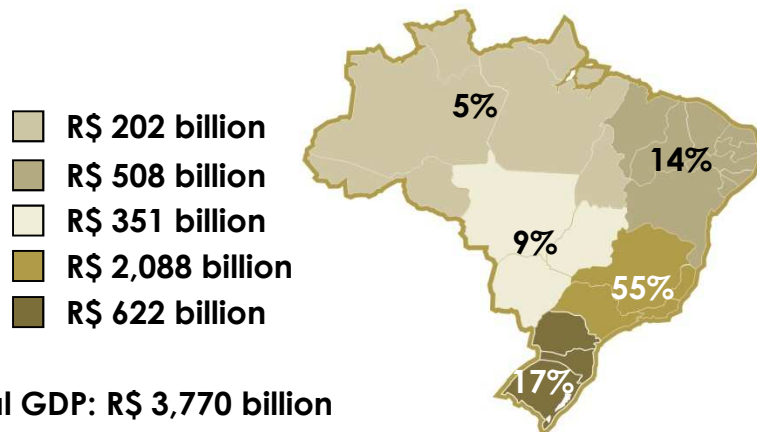 R$ 202 billion
R$ 508 billion
R$ 351 billion
R$ 2,088 billion
R$ 622 billion
GDP: R$ 3,770 billion
5%
14%
9%
55%
17%